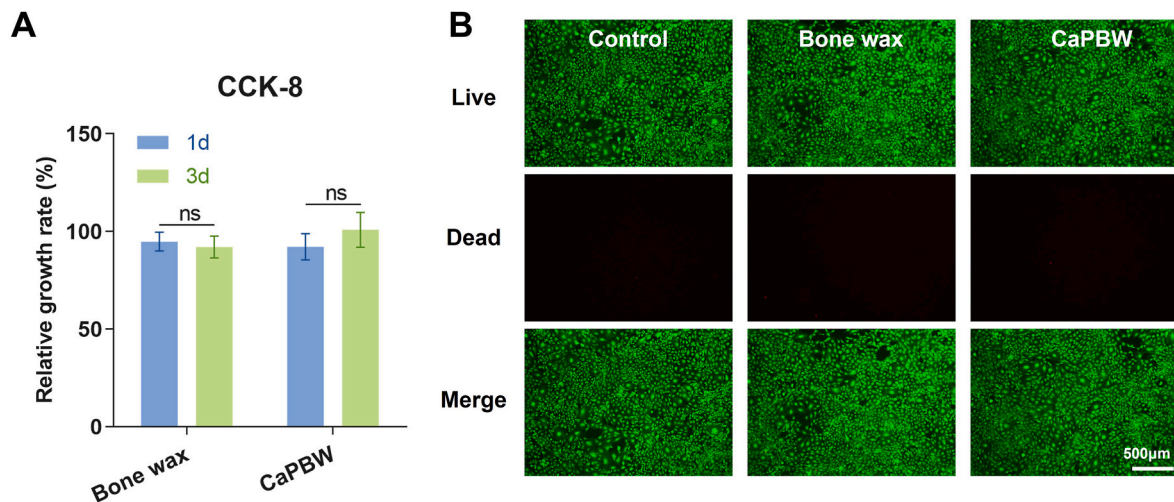 A
CCK-8
Relative growth rate (%)
150
100
50
0
1d
3d
ns
ns
Bone wax
CaPBW
B
Control
Bone wax
CaPBW
Live
Dead
Merge
500μm